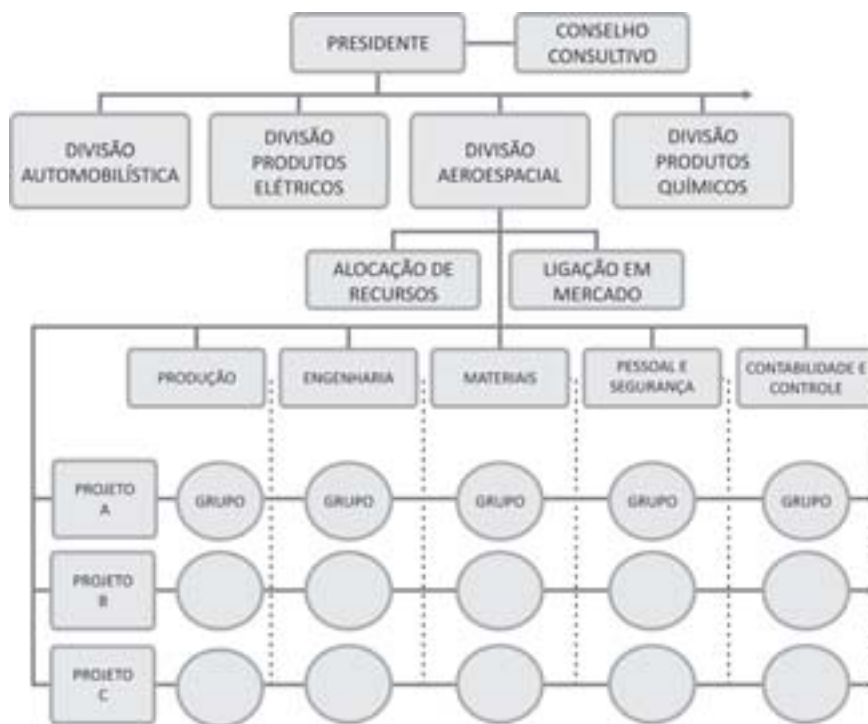 PRESIDENTE
CONSELHO
CONSULTIVO
DIVISÃO
AUTOMOBILÍSTICA
DIVISÃO
PRODUTOS
ELÉTRICOS
DIVISÃO
AEROESPACIAL
DIVISÃO
PRODUTOS
QUÍMICOS
ALOCAÇÃO DE
RECURSOS
LIGAÇÃO EM
MERCADO
PRODUÇÃO
ENGENHARIA
MATERIAIS
PESSOAL E
SEGURANÇA
CONTABILIDADE E
CONTROLE
PROJETO
A
GRUPO
GRUPO
GRUPO
GRUPO
GRUPO
PROJETO
B
PROJETO
C